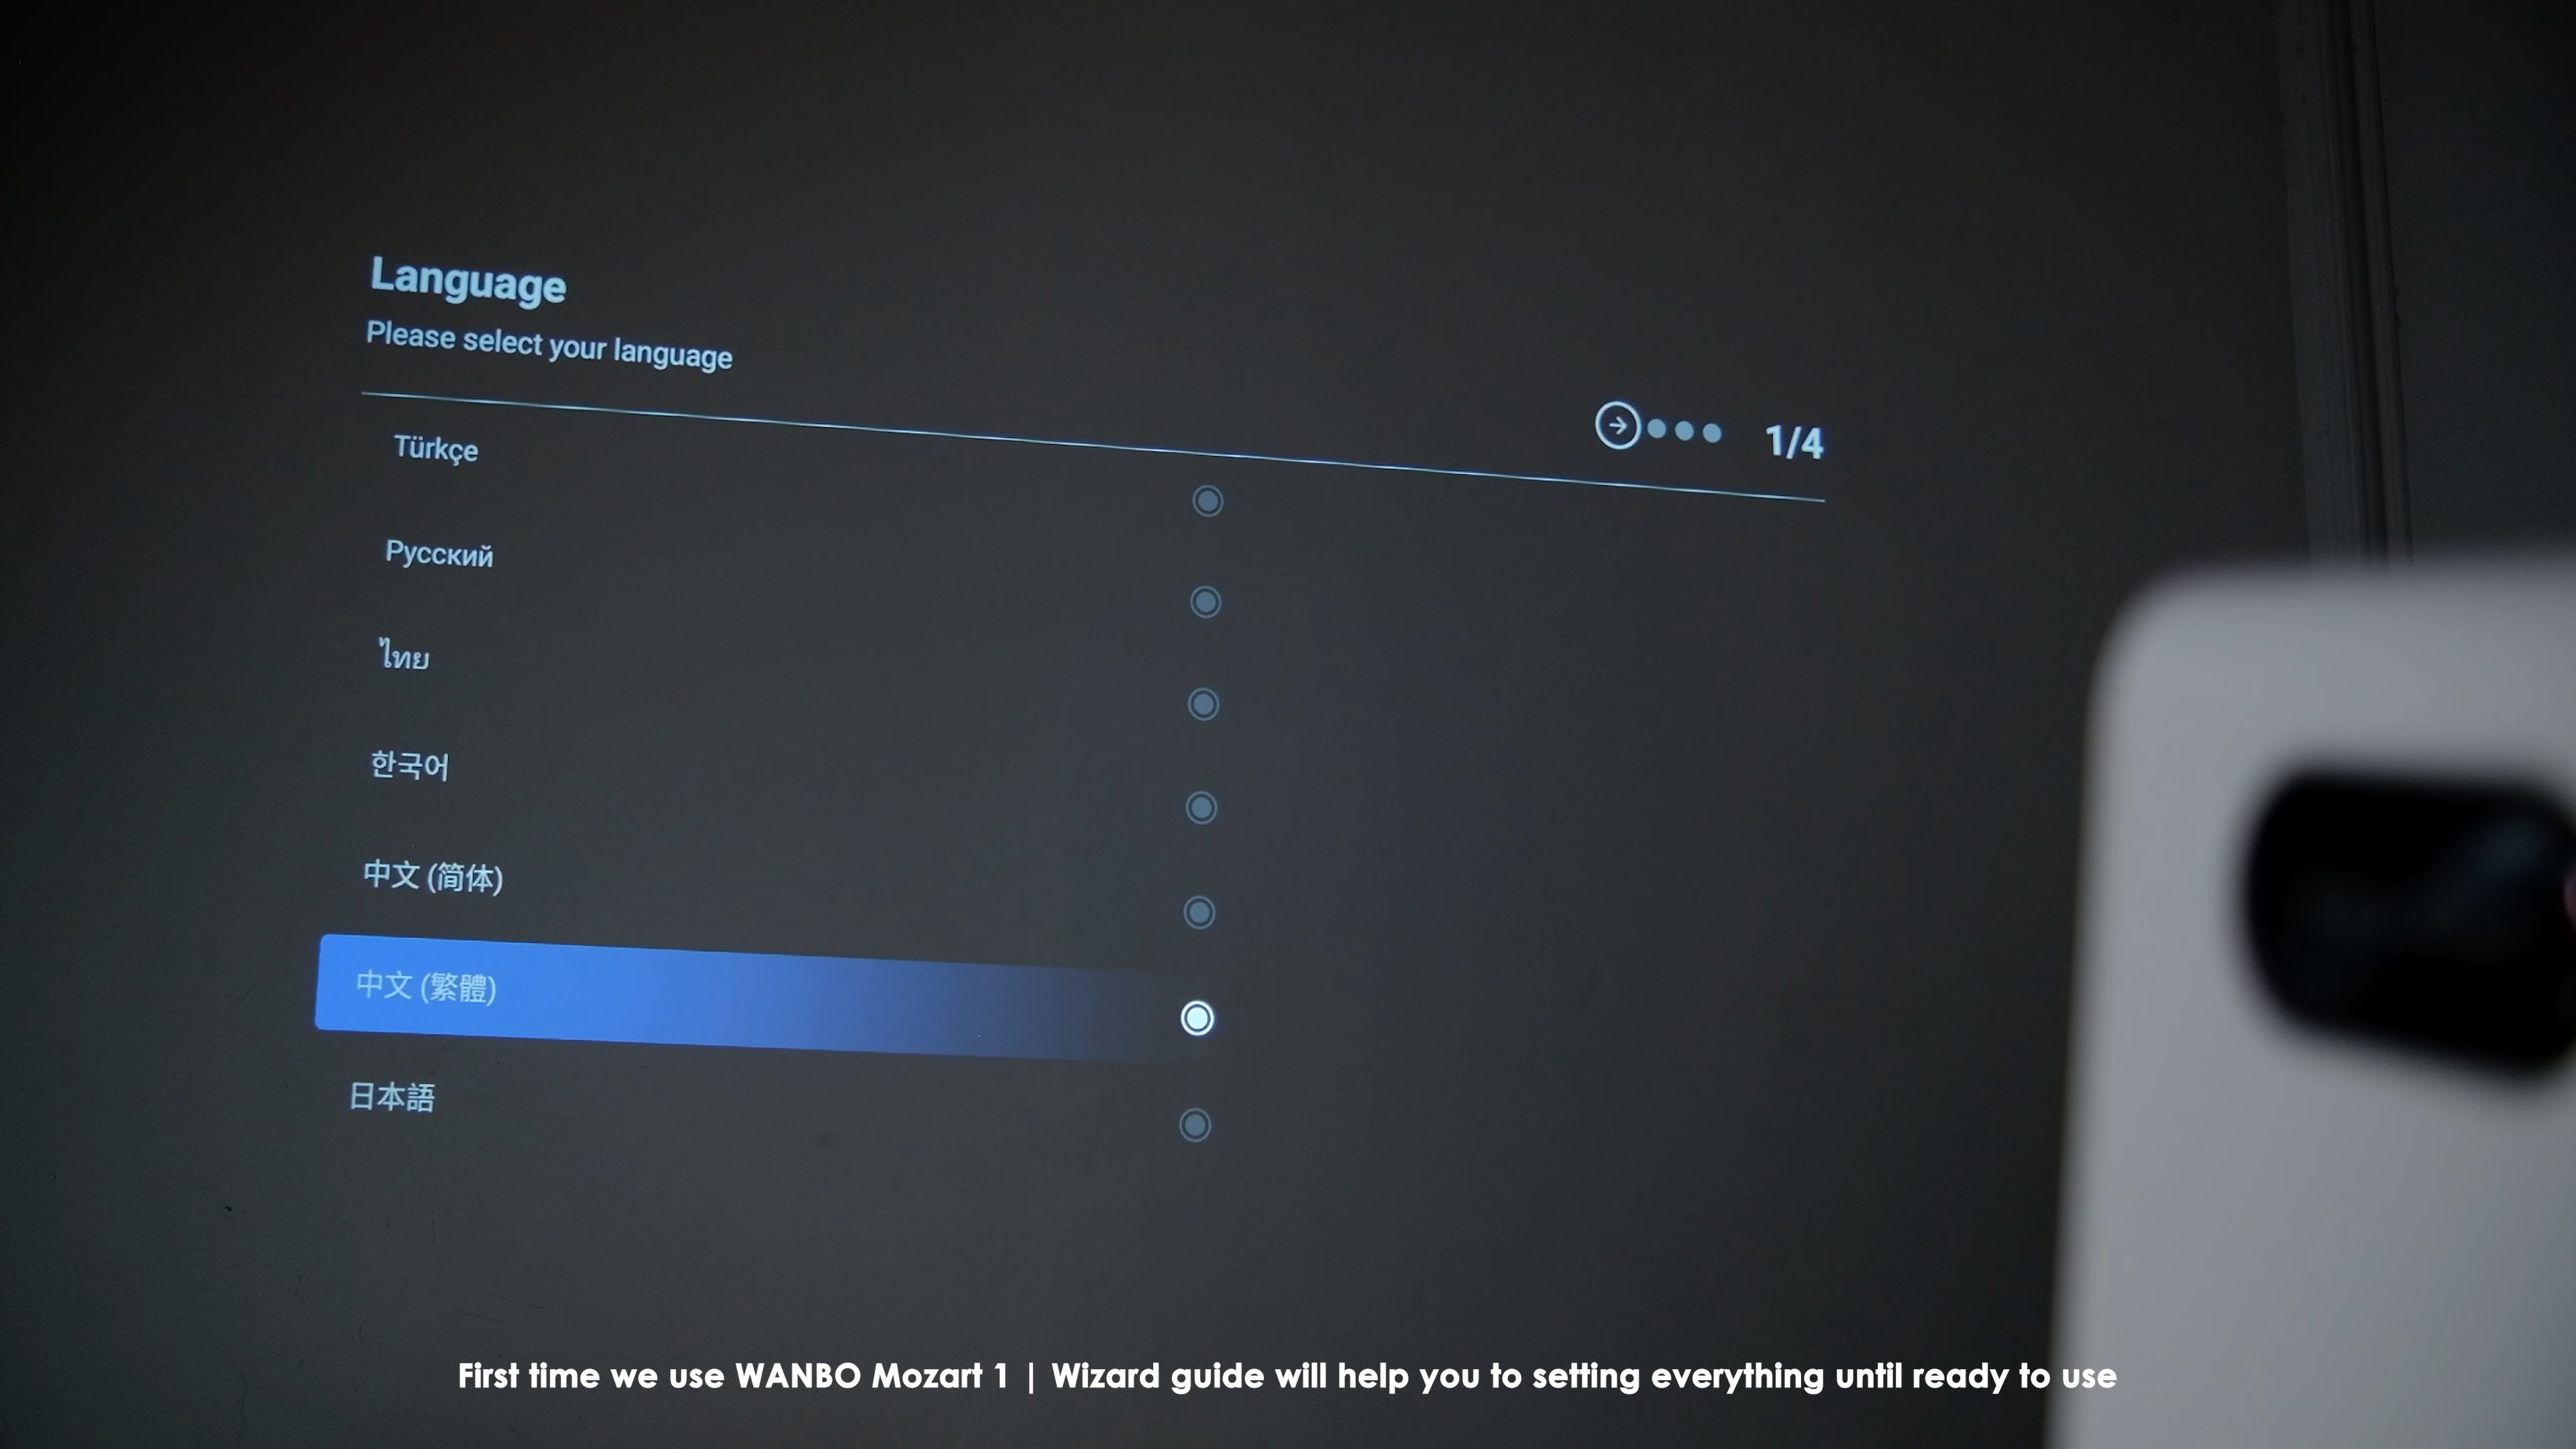 Language
Please select your language
1/4
Türkçe
Русский
ไทย
한국어
中文 (简体)
中文 (繁體)
日本語
First time we use WANBO Mozart 1 | Wizard guide will help you to setting everything until ready to use